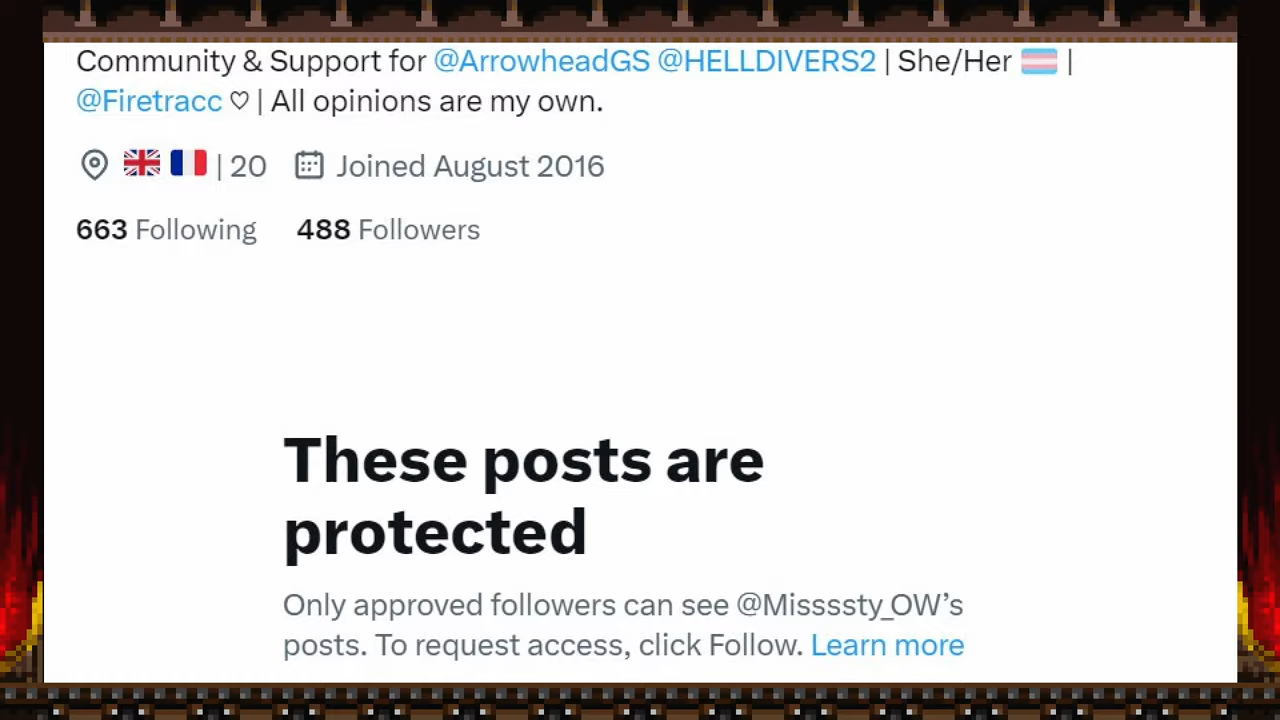 Community & Support for @ArrowheadGS @HELLDIVERS2 | She/Her 🏳️‍⚧️ |
@Firetracc ♡ | All opinions are my own.
🇬🇧 🇫🇷 | 20 Joined August 2016
663 Following 488 Followers
These posts are
protected
Only approved followers can see @Missssty_OW’s
posts. To request access, click Follow. Learn more